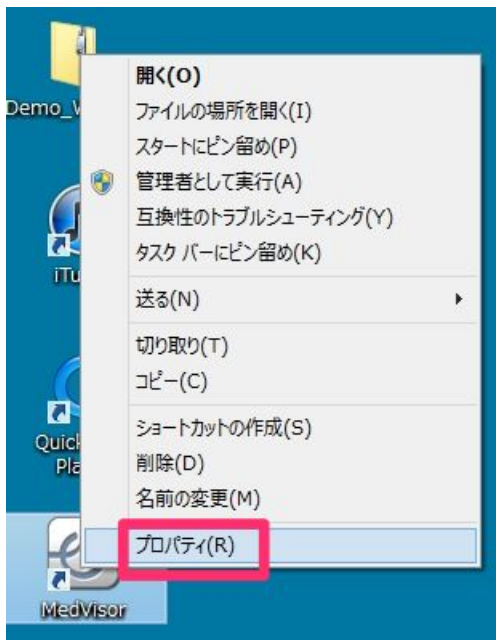 Demo_
開く(O)
ファイルの場所を開く(I)
スタートにピン留め(P)
管理者として実行(A)
互換性のトラブルシューティング(Y)
タスク バーにピン留め(K)
iTu
送る(N)
切り取り(T)
コピー(C)
Quick
Pla
ショートカットの作成(S)
削除(D)
名前の変更(M)
プロパティ(R)
MedVisor